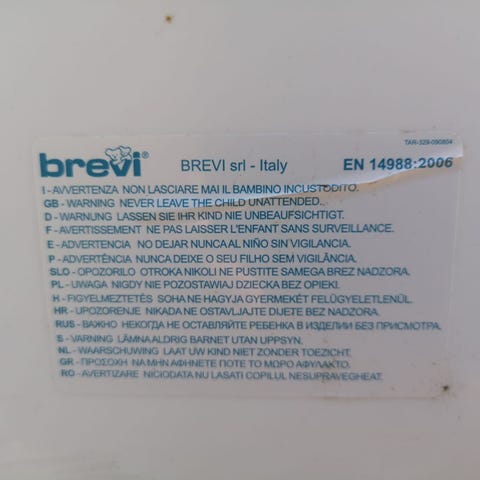 TAR-329-090804
brevi® BREVI srl - Italy EN 14988:2006
I - AVVERTENZA NON LASCIARE MAI IL BAMBINO INCUSTODITO.
GB - WARNING NEVER LEAVE THE CHILD UNATTENDED.
D - WARNUNG LASSEN SIE IHR KIND NIE UNBEAUFSICHTIGT.
F - AVERTISSEMENT NE PAS LAISSER L'ENFANT SANS SURVEILLANCE.
E - ADVERTENCIA NO DEJAR NUNCA AL NIÑO SIN VIGILANCIA.
P - ADVERTÊNCIA NUNCA DEIXE O SEU FILHO SEM VIGILÂNCIA.
SLO - OPOZORILO OTROKA NIKOLI NE PUSTITE SAMEGA BREZ NADZORA.
PL - UWAGA NIGDY NIE POZOSTAWIAJ DZIECKA BEZ OPIEKI.
H - FIGYELMEZTETÉS SOHA NE HAGYJA GYERMEKÉT FELÜGYELETLENÜL.
HR - UPOZORENJE NIKADA NE OSTAVLJAJTE DIJETE BEZ NADZORA.
RUS - ВАЖНО НЕКОГДА НЕ ОСТАВЛЯЙТЕ РЕБЕНКА В ИЗДЕЛИИ БЕЗ ПРИСМОТРА.
S - VARNING LÄMNA ALDRIG BARNET UTAN UPPSYN.
NL - WAARSCHUWING LAAT UW KIND NIET ZONDER TOEZICHT.
GR - ΠΡΟΣΟΧΗ ΝΑ ΜΗΝ ΑΦΗΝΕΤΕ ΠΟΤΕ ΤΟ ΜΩΡΟ ΑΦΥΛΑΚΤΟ.
RO - AVERTIZARE NICIODATA NU LASATI COPILUL NESUPRAVEGHEAT.